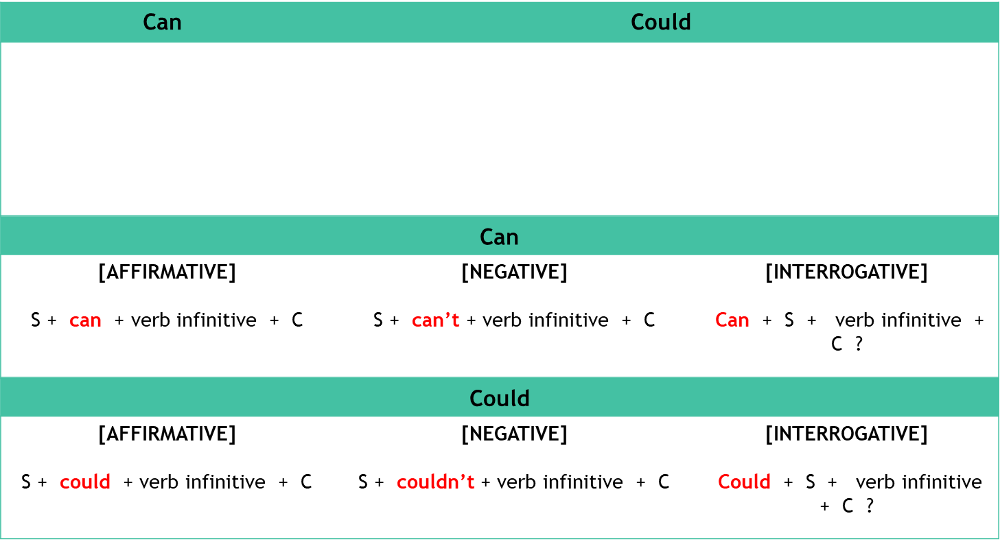 Can Could
Can
[AFFIRMATIVE] [NEGATIVE] [INTERROGATIVE]
S + can + verb infinitive + C S + can’t + verb infinitive + C Can + S + verb infinitive +
C ?
Could
[AFFIRMATIVE] [NEGATIVE] [INTERROGATIVE]
S + could + verb infinitive + C S + couldn’t + verb infinitive + C Could + S + verb infinitive
+ C ?